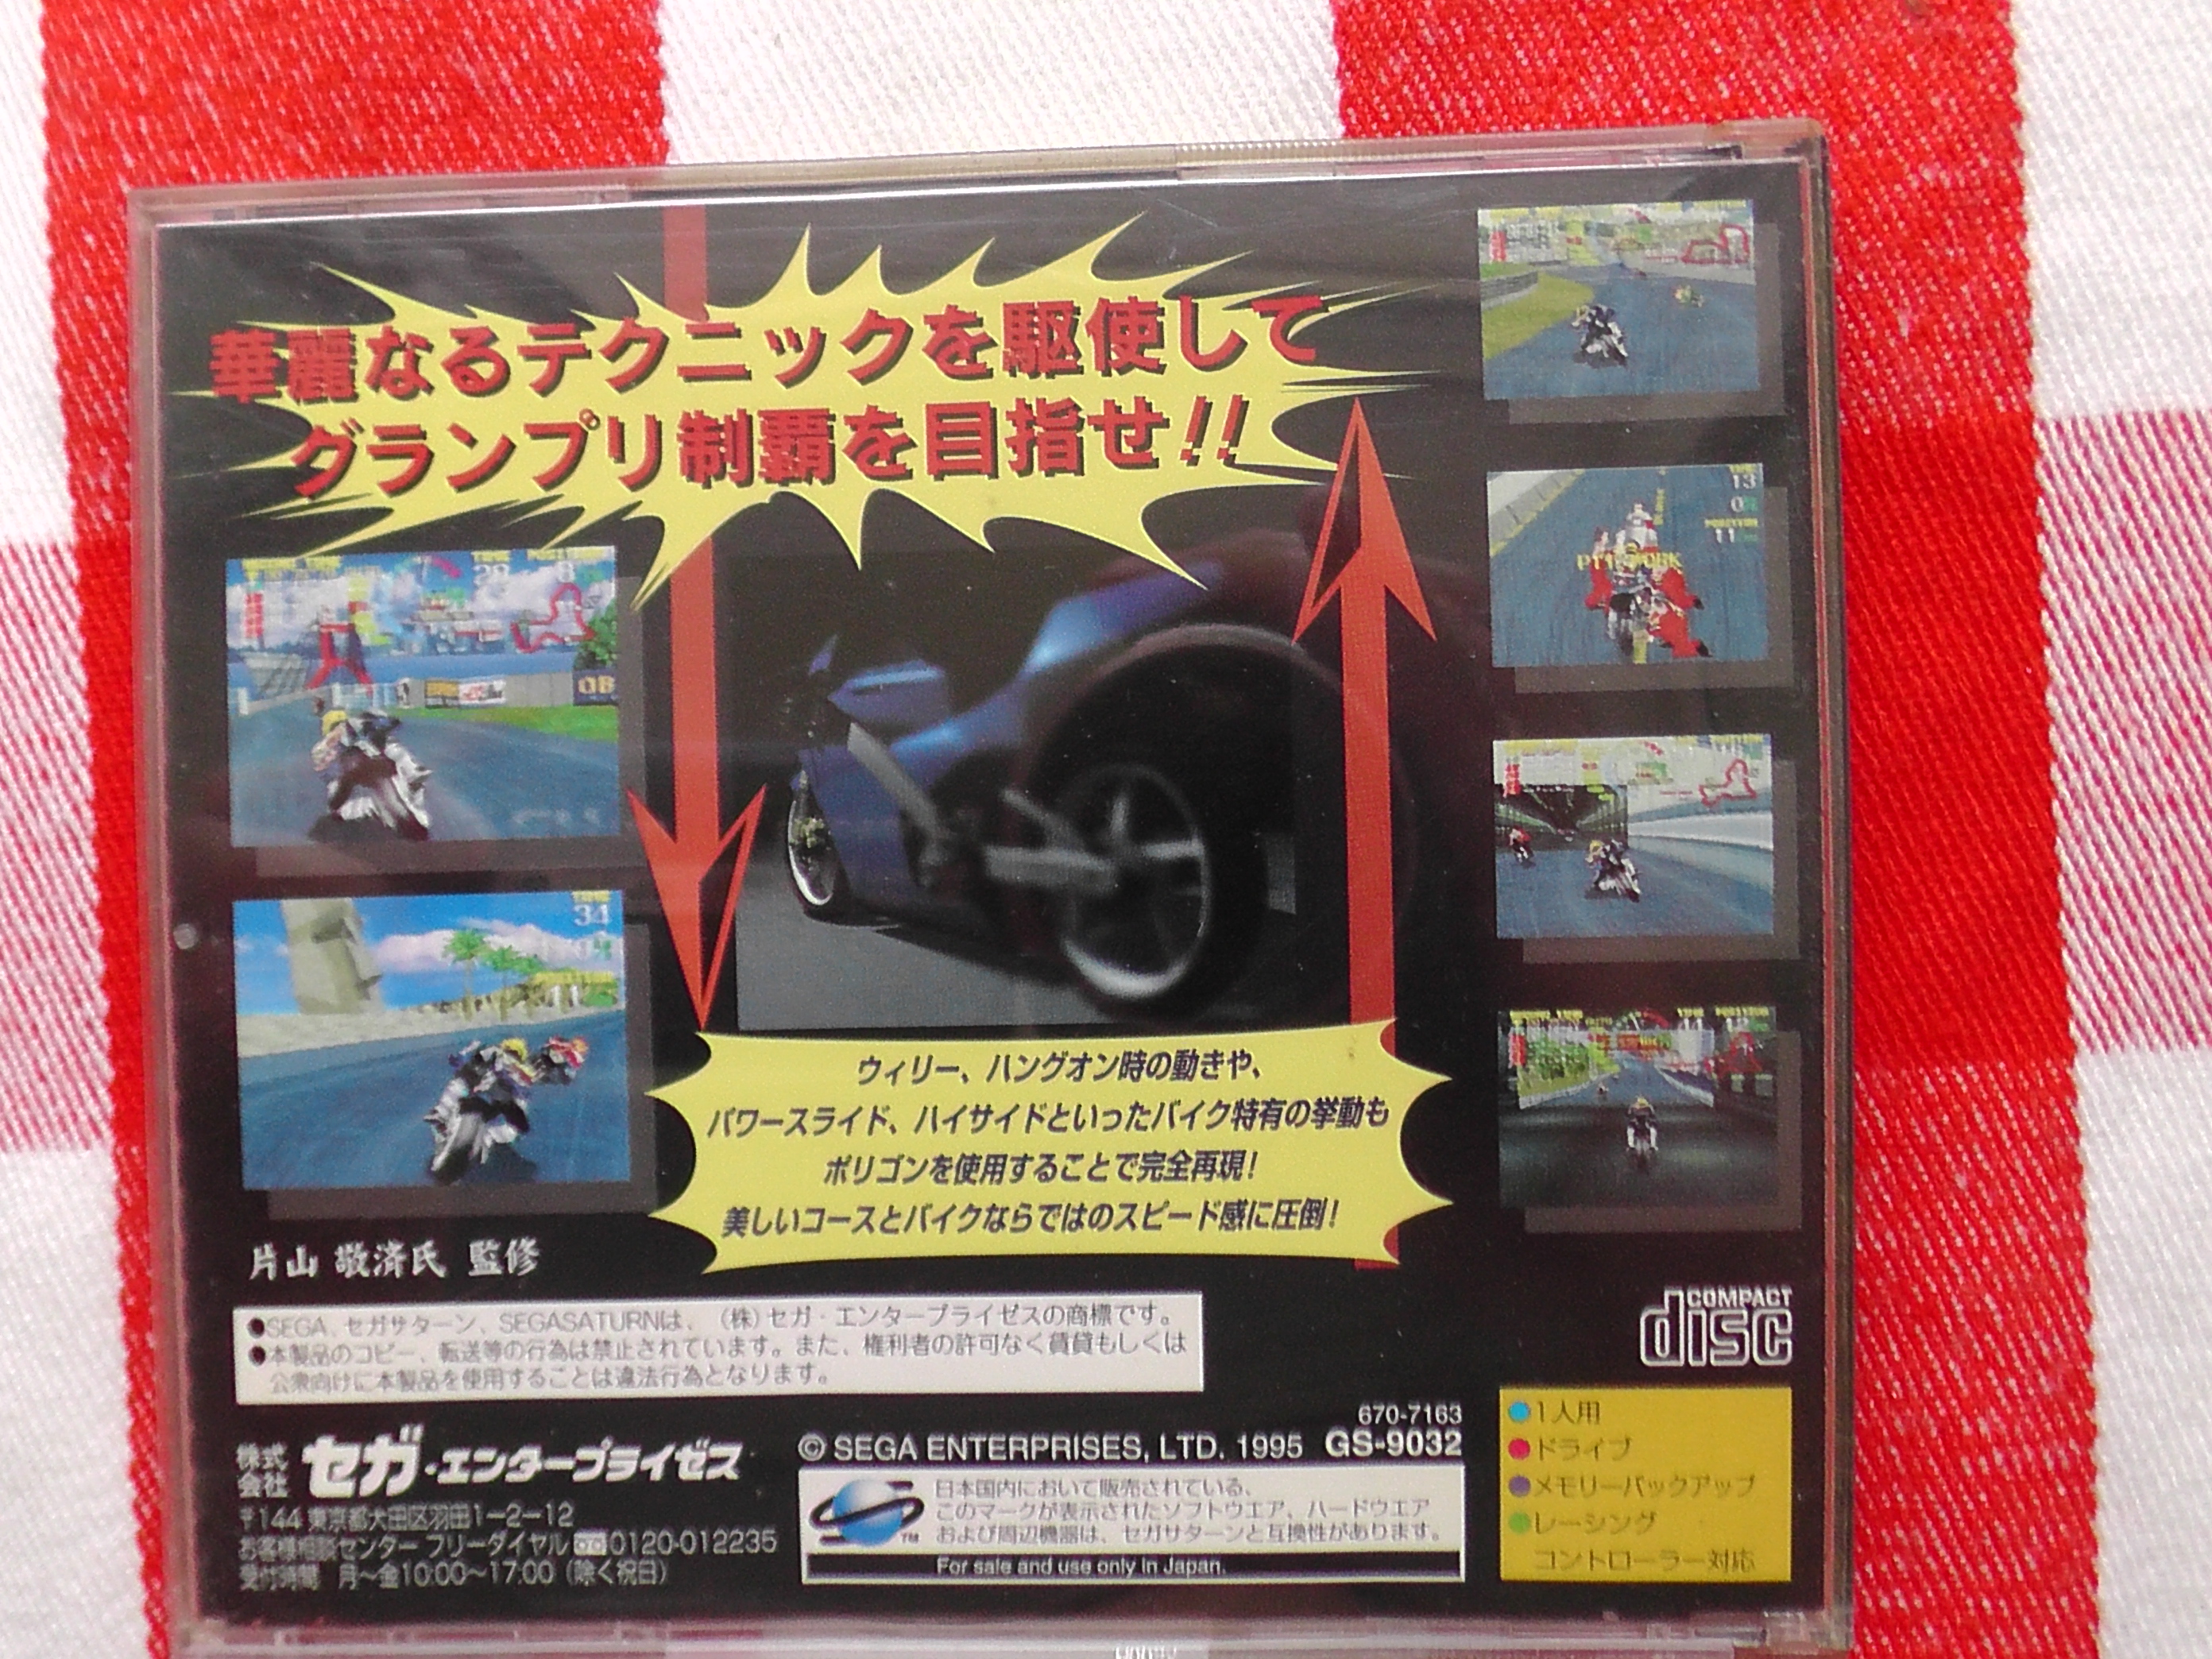 華麗なるテクニックを駆使して
グランプリ制覇を目指せ!!
ウィリー、ハングオン時の動きや、
パワースライド、ハイサイドといったバイク特有の挙動も
ポリゴンを使用することで完全再現!
美しいコースとバイクならではのスピード感に圧倒!
片山 敬済氏 監修
●SEGA、セガサターン、SEGASATURNは、(株)セガ・エンタープライゼスの商標です。
●本製品のコピー、転送等の行為は禁止されています。また、権利者の許可なく賃貸もしくは
公衆向けに本製品を使用することは違法行為となります。
株式会社 セガ・エンタープライゼス
〒144 東京都大田区羽田1-2-12
お客様相談センター フリーダイヤル 0120-012235
受付時間 月~金10:00~17:00(除く祝日)
670-7163
© SEGA ENTERPRISES, LTD. 1995 GS-9032
日本国内において販売されている、
このマークが表示されたソフトウエア、ハードウエア
および周辺機器は、セガサターンと互換性があります。
TM
For sale and use only in Japan.
COMPACT
disc
●1人用
●ドライブ
●メモリーバックアップ
●レーシング
コントローラー対応
TIME
34
13
POSITION
11
OB